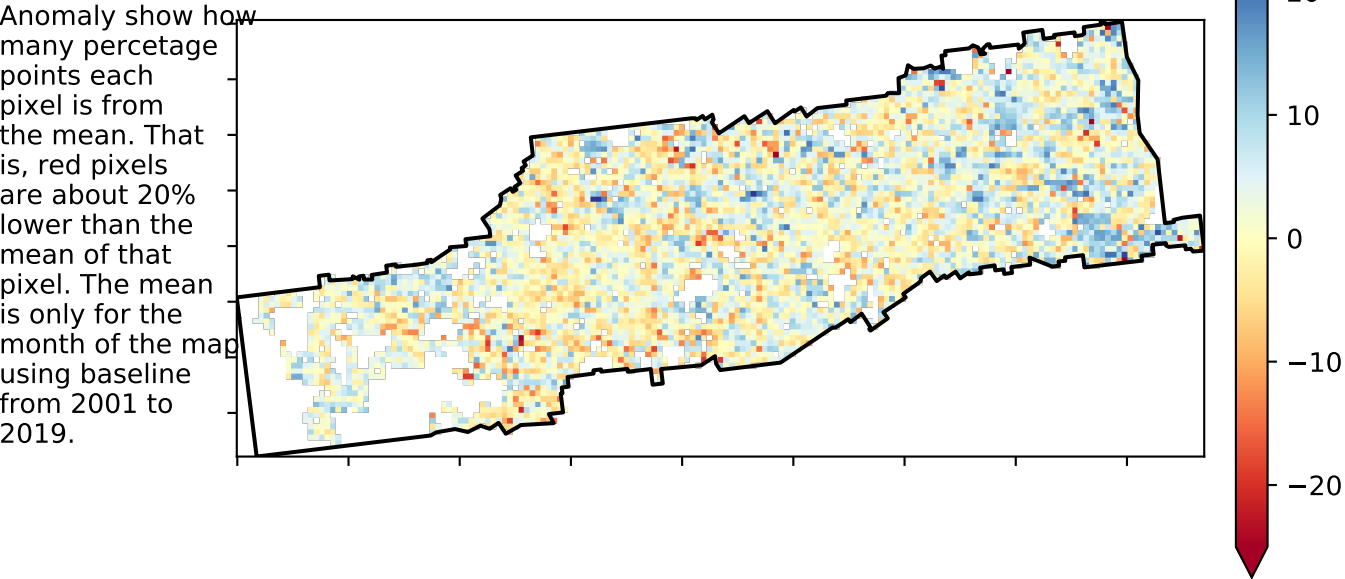 Anomaly show how
many percetage
points each
pixel is from
the mean. That
is, red pixels
are about 20%
lower than the
mean of that
pixel. The mean
is only for the
month of the map
using baseline
from 2001 to
2019.
10
0
−10
−20